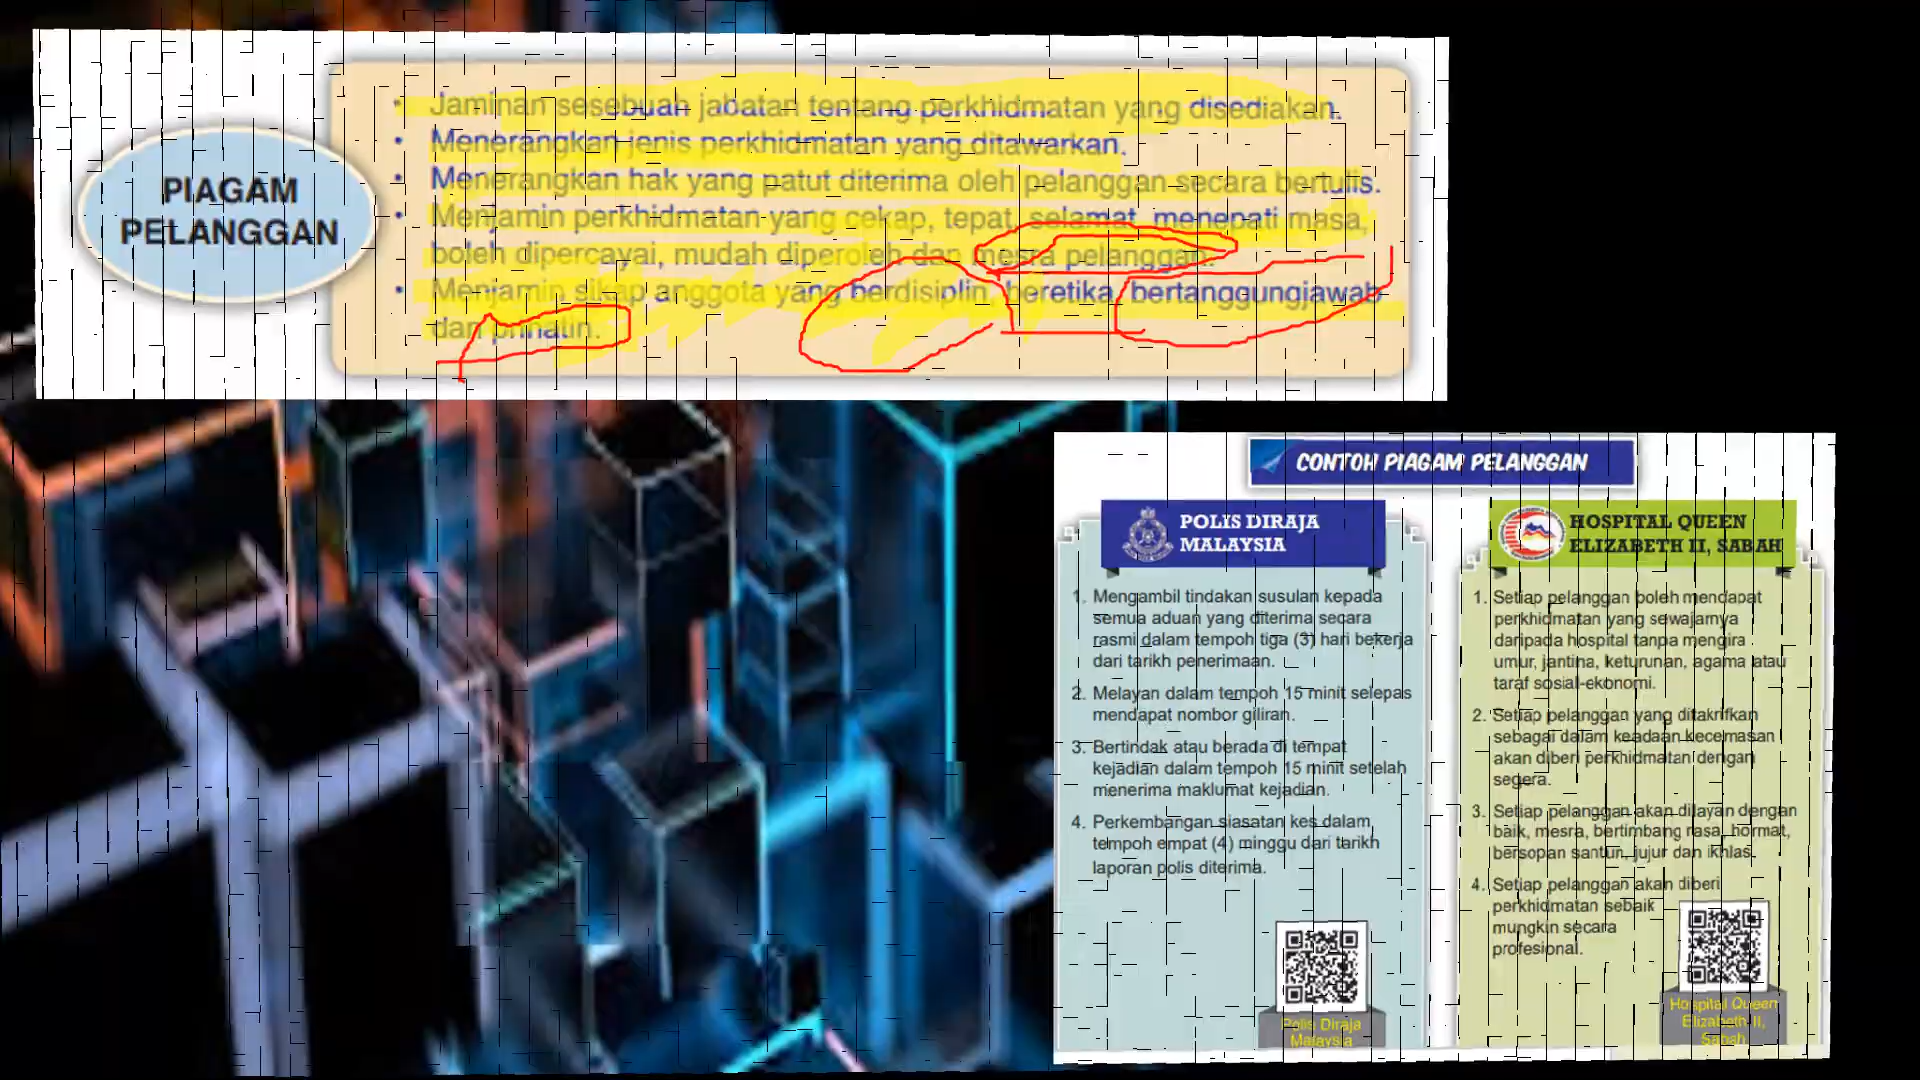 PIAGAM
PELANGGAN
• Jaminan sesebuah jabatan tentang perkhidmatan yang disediakan.
• Menerangkan jenis perkhidmatan yang ditawarkan.
• Menerangkan hak yang patut diterima oleh pelanggan secara bertulis.
• Menjamin perkhidmatan yang cekap, tepat, selamat, menepati masa,
boleh dipercayai, mudah diperoleh dan mesra pelanggan.
• Menjamin sikap anggota yang berdisiplin, beretika, bertanggungjawab
dan prihatin.
CONTOH PIAGAM PELANGGAN
POLIS DIRAJA
MALAYSIA
1. Mengambil tindakan susulan kepada
semua aduan yang diterima secara
rasmi dalam tempoh tiga (3) hari bekerja
dari tarikh penerimaan.
2. Melayan dalam tempoh 15 minit selepas
mendapat nombor giliran.
3. Bertindak atau berada di tempat
kejadian dalam tempoh 15 minit setelah
menerima maklumat kejadian.
4. Perkembangan siasatan kes dalam
tempoh empat (4) minggu dari tarikh
laporan polis diterima.
Polis Diraja
Malaysia
HOSPITAL QUEEN
ELIZABETH II, SABAH
1. Setiap pelanggan boleh mendapat
perkhidmatan yang sewajarnya
daripada hospital tanpa mengira
umur, jantina, keturunan, agama atau
taraf sosial-ekonomi.
2. Setiap pelanggan yang ditakrifkan
sebagai dalam keadaan kecemasan
akan diberi perkhidmatan dengan
segera.
3. Setiap pelanggan akan dilayan dengan
baik, mesra, bertimbang rasa, hormat,
bersopan santun, jujur dan ikhlas.
4. Setiap pelanggan akan diberi
perkhidmatan sebaik
mungkin secara
profesional.
Hospital Queen
Elizabeth II,
Sabah